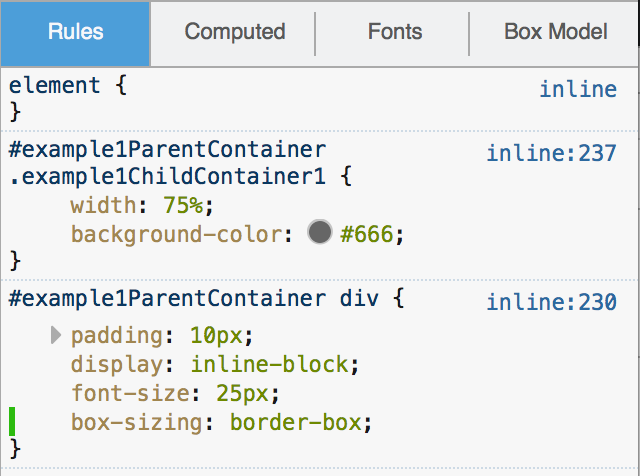 Rules Computed Fonts Box Model
element { inline
}
#example1ParentContainer inline:237
.example1ChildContainer1 {
width: 75%;
background-color: #666;
}
#example1ParentContainer div { inline:230
padding: 10px;
display: inline-block;
font-size: 25px;
box-sizing: border-box;
}